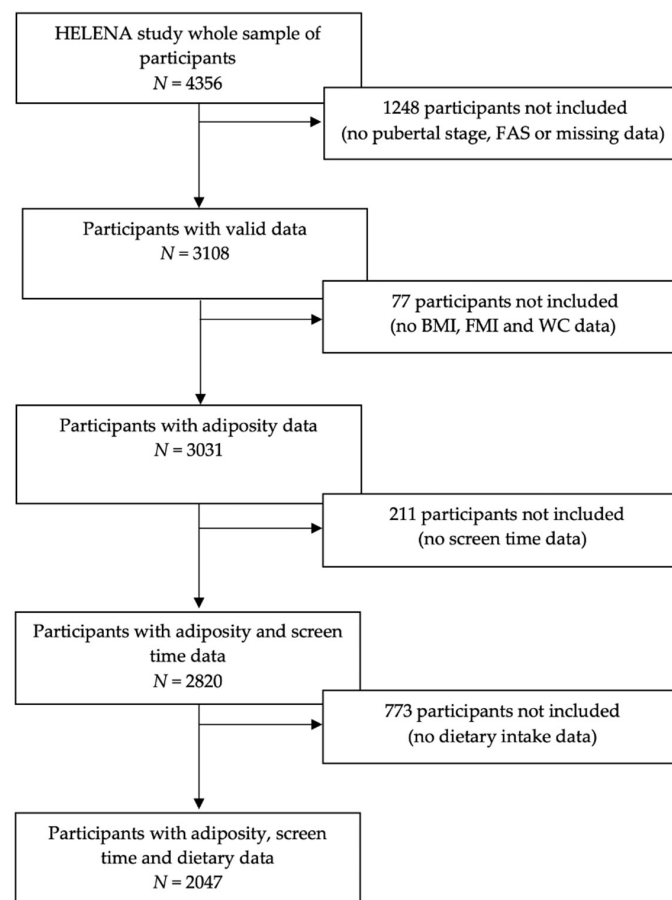 HELENA study whole sample of
participants
N = 4356
1248 participants not included
(no pubertal stage, FAS or missing data)
Participants with valid data
N = 3108
77 participants not included
(no BMI, FMI and WC data)
Participants with adiposity data
N = 3031
211 participants not included
(no screen time data)
Participants with adiposity and screen
time data
N = 2820
773 participants not included
(no dietary intake data)
Participants with adiposity, screen
time and dietary data
N = 2047